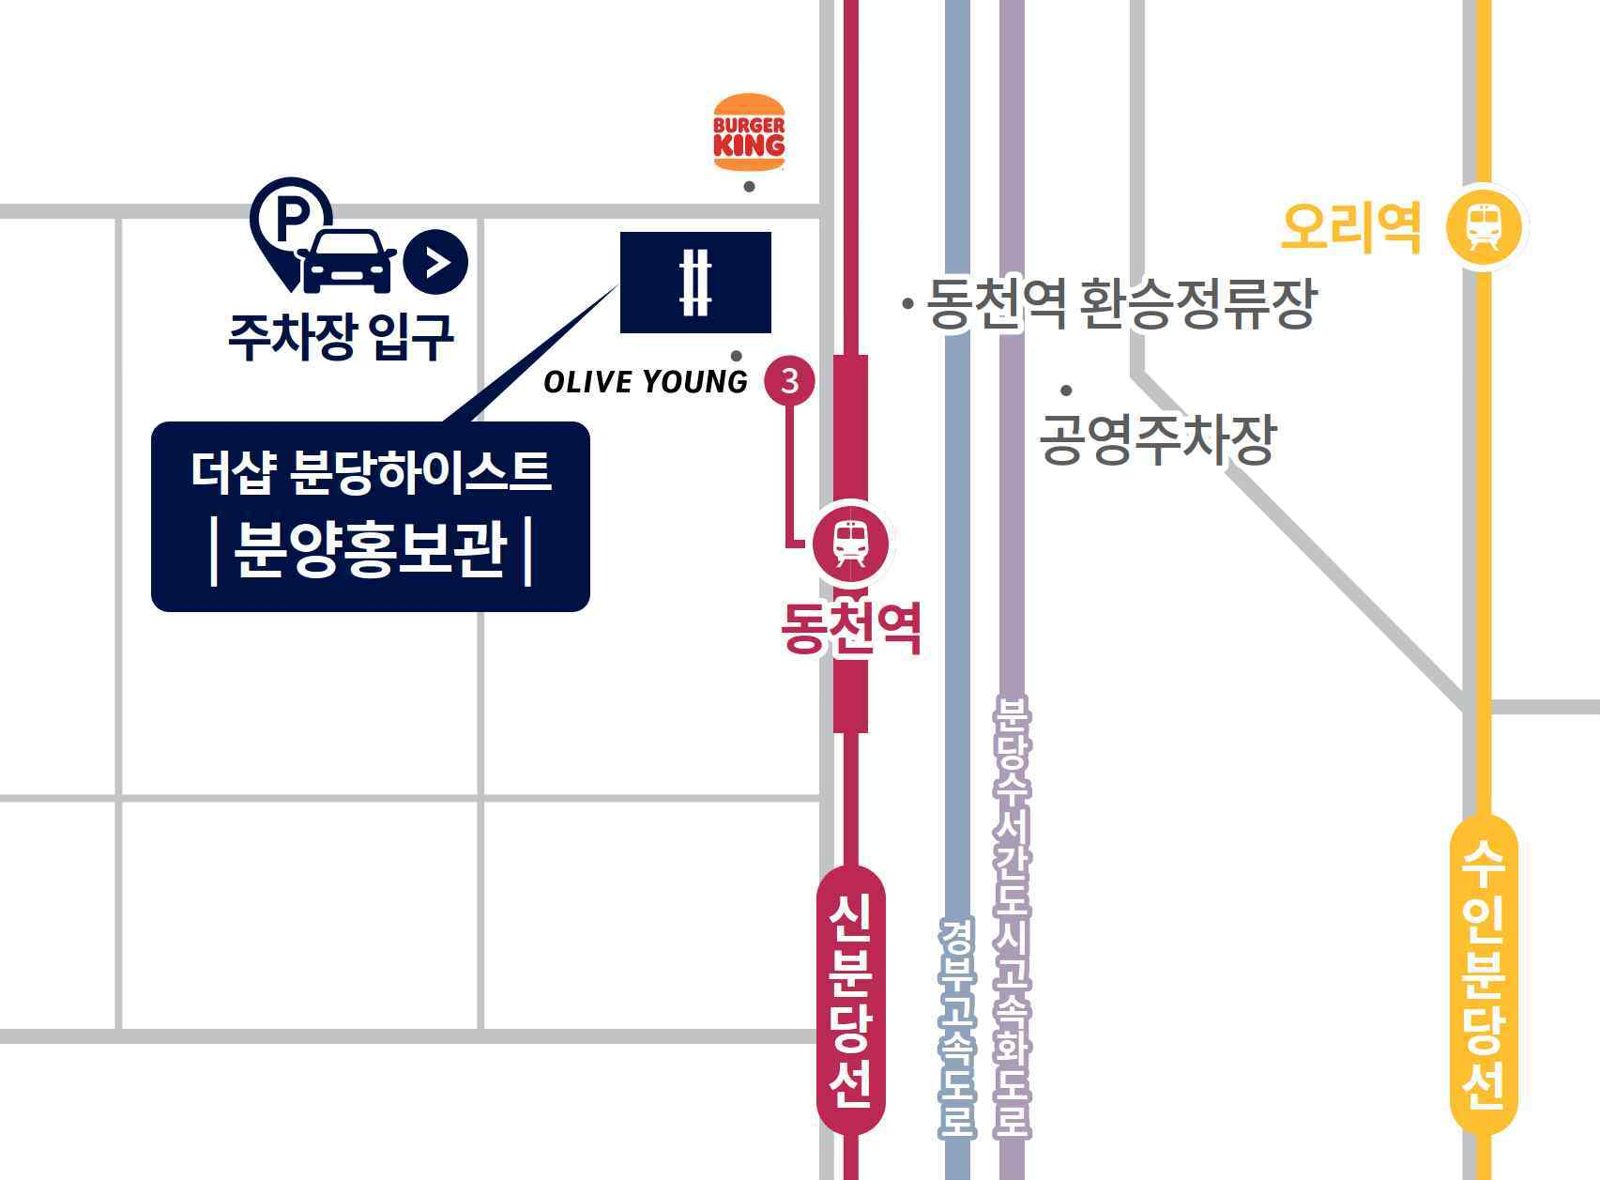 BURGER
KING
P
주차장 입구
오리역
동천역 환승정류장
OLIVE YOUNG
3
공영주차장
더샵 분당하이스트
|분양홍보관|
동천역
신분당선
경부고속도로
분당수서간도시고속화도로
수인분당선